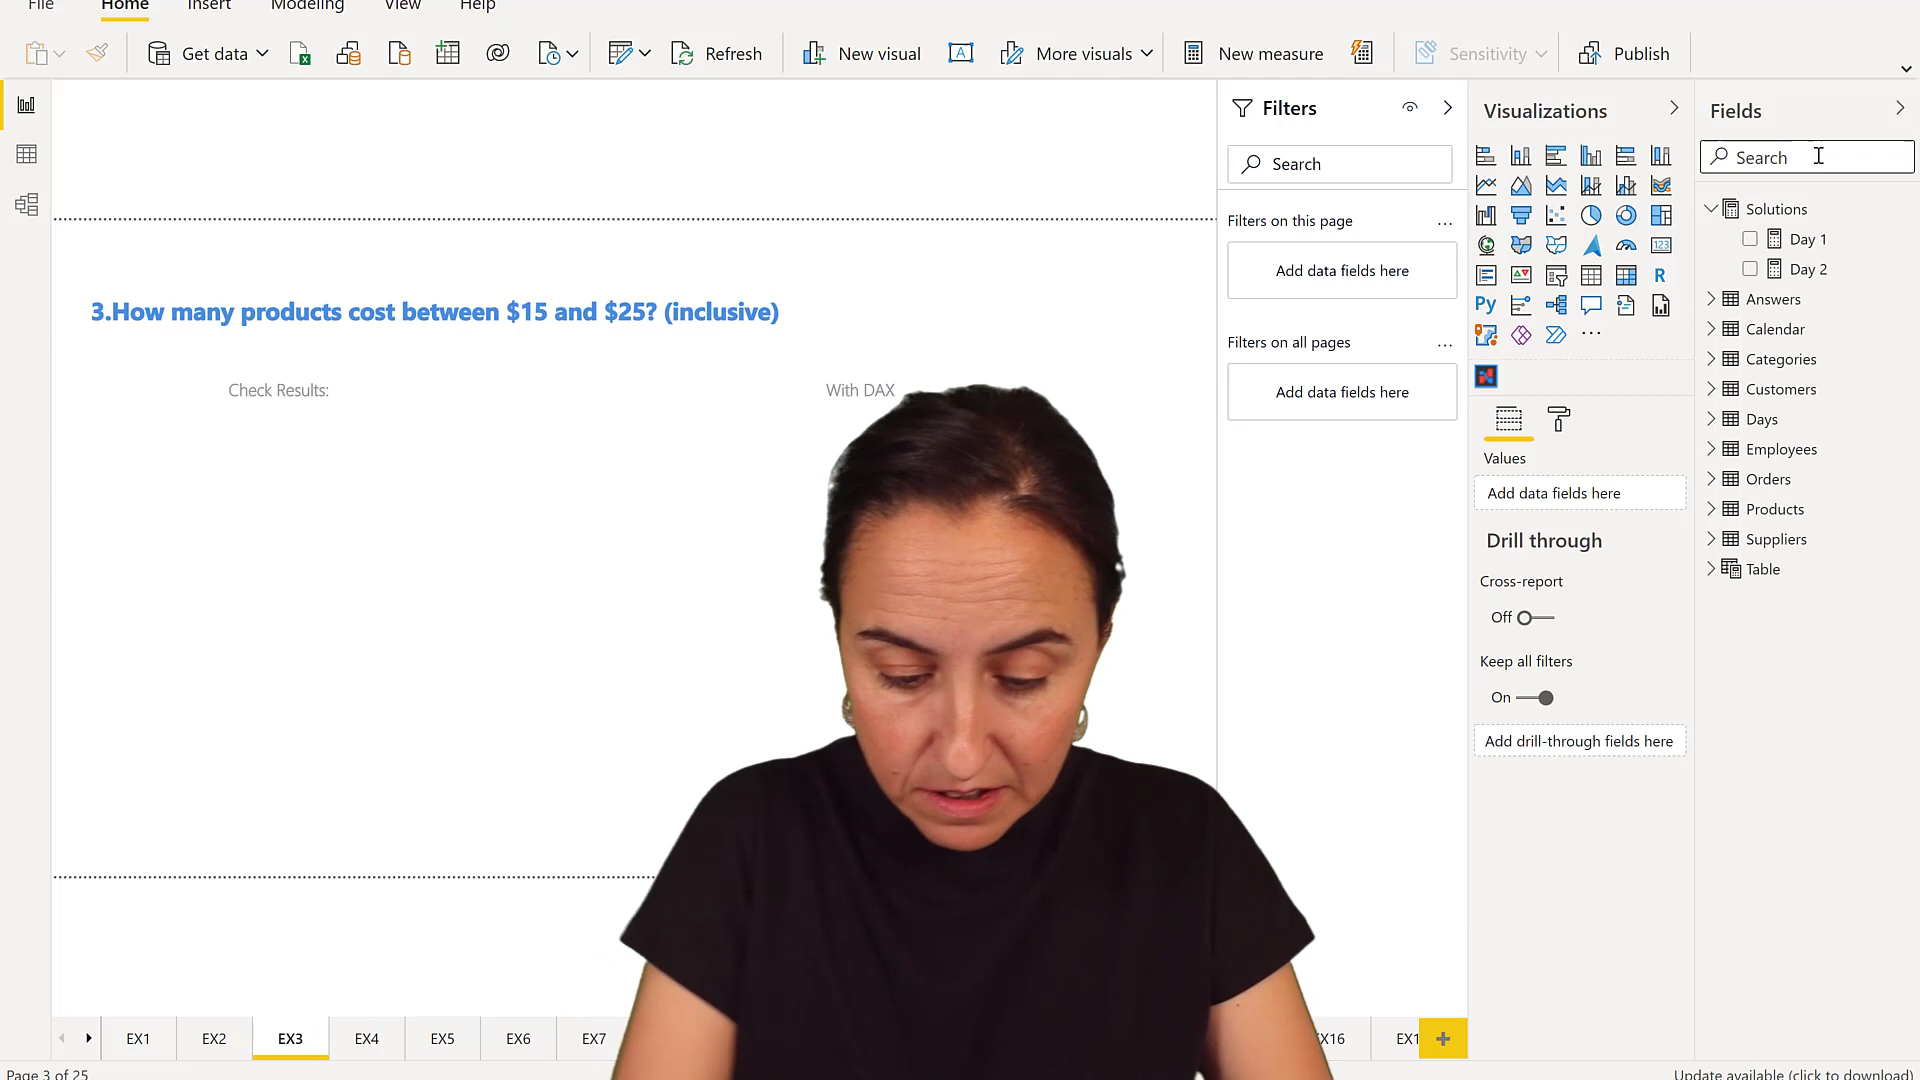 File Home Insert Modeling View Help
Get data Refresh New visual More visuals New measure Sensitivity Publish
Filters
Search
Filters on this page ...
Add data fields here
Filters on all pages ...
Add data fields here
Visualizations
123
R
Py
...
Values
Add data fields here
Drill through
Cross-report
Off
Keep all filters
On
Add drill-through fields here
Fields
Search
Solutions
Day 1
Day 2
Answers
Calendar
Categories
Customers
Days
Employees
Orders
Products
Suppliers
Table
3.How many products cost between $15 and $25? (inclusive)
Check Results: With DAX
EX1 EX2 EX3 EX4 EX5 EX6 EX7 X16 EX1 +
Page 3 of 25 Update available (click to download)